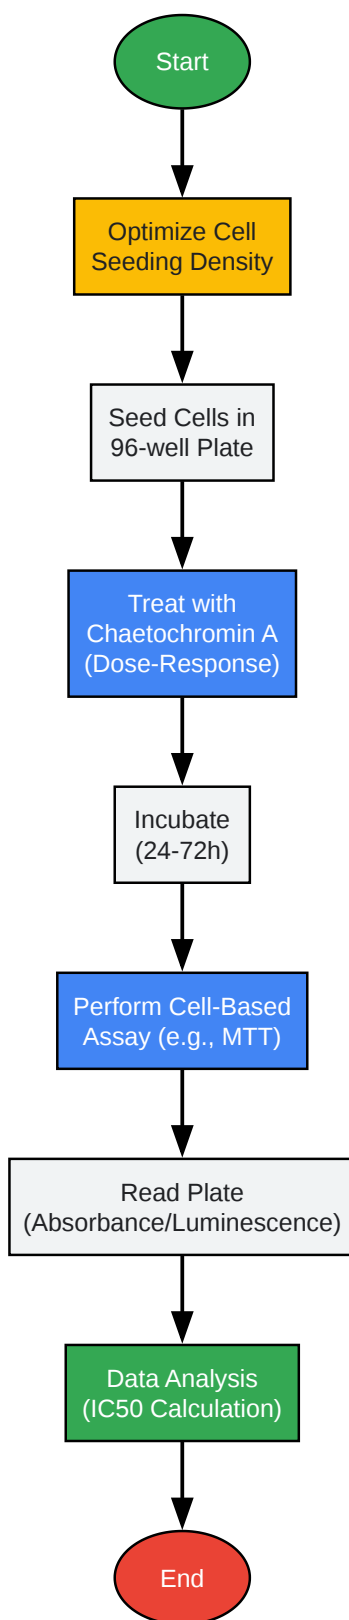 Start
Optimize Cell
Seeding Density
Seed Cells in
96-well Plate
Treat with
Chaetochromin A
(Dose-Response)
Incubate
(24-72h)
Perform Cell-Based
Assay (e.g., MTT)
Read Plate
(Absorbance/Luminescence)
Data Analysis
(IC50 Calculation)
End